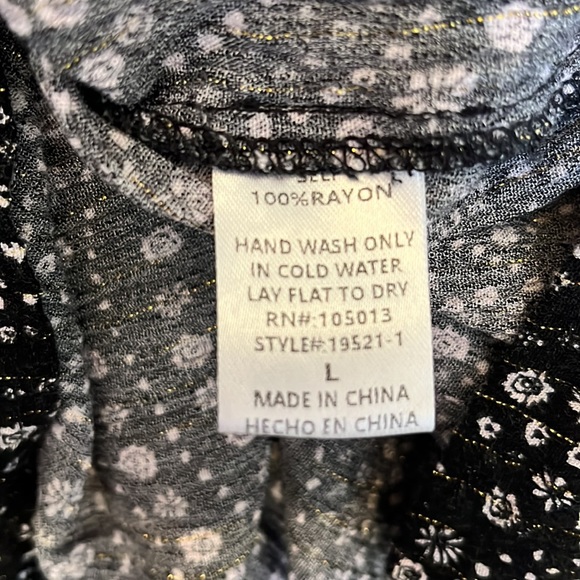 100%RAYON
HAND WASH ONLY
IN COLD WATER
LAY FLAT TO DRY
RN#:105013
STYLE#:19521-1
L
MADE IN CHINA
HECHO EN CHINA